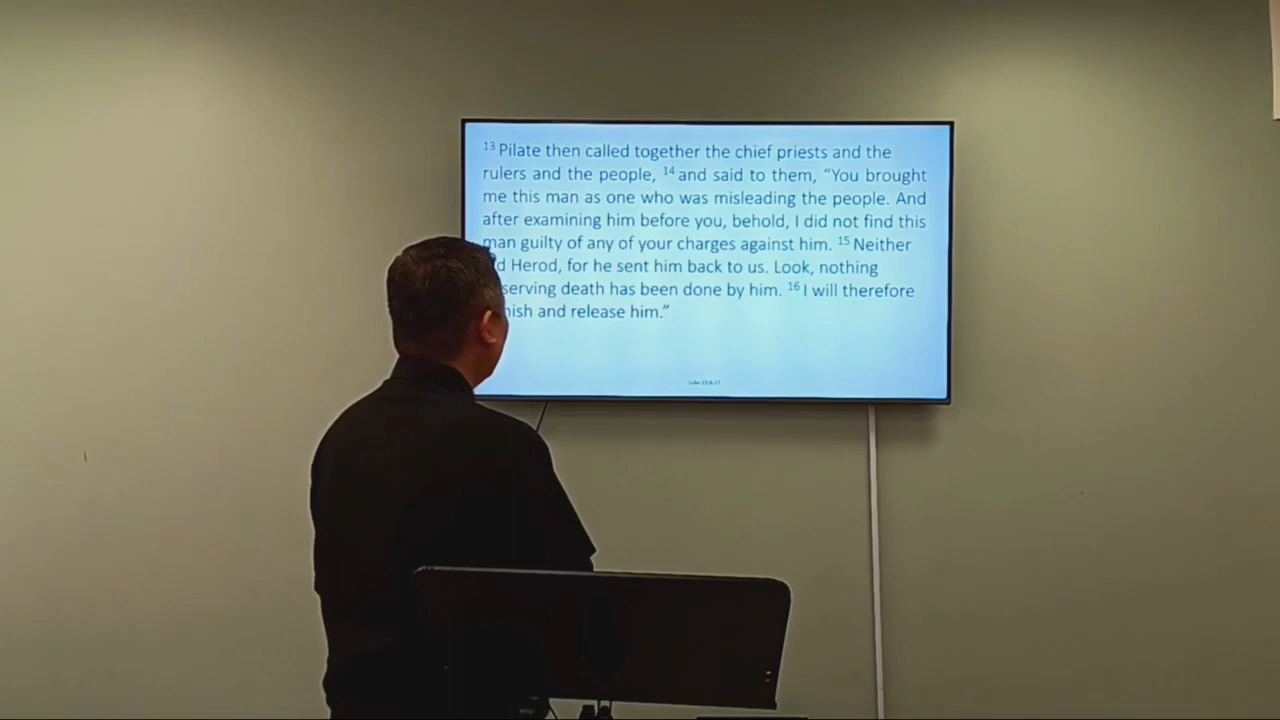 13 Pilate then called together the chief priests and the
rulers and the people, 14 and said to them, “You brought
me this man as one who was misleading the people. And
after examining him before you, behold, I did not find this
man guilty of any of your charges against him. 15 Neither
d Herod, for he sent him back to us. Look, nothing
serving death has been done by him. 16 I will therefore
ish and release him.”